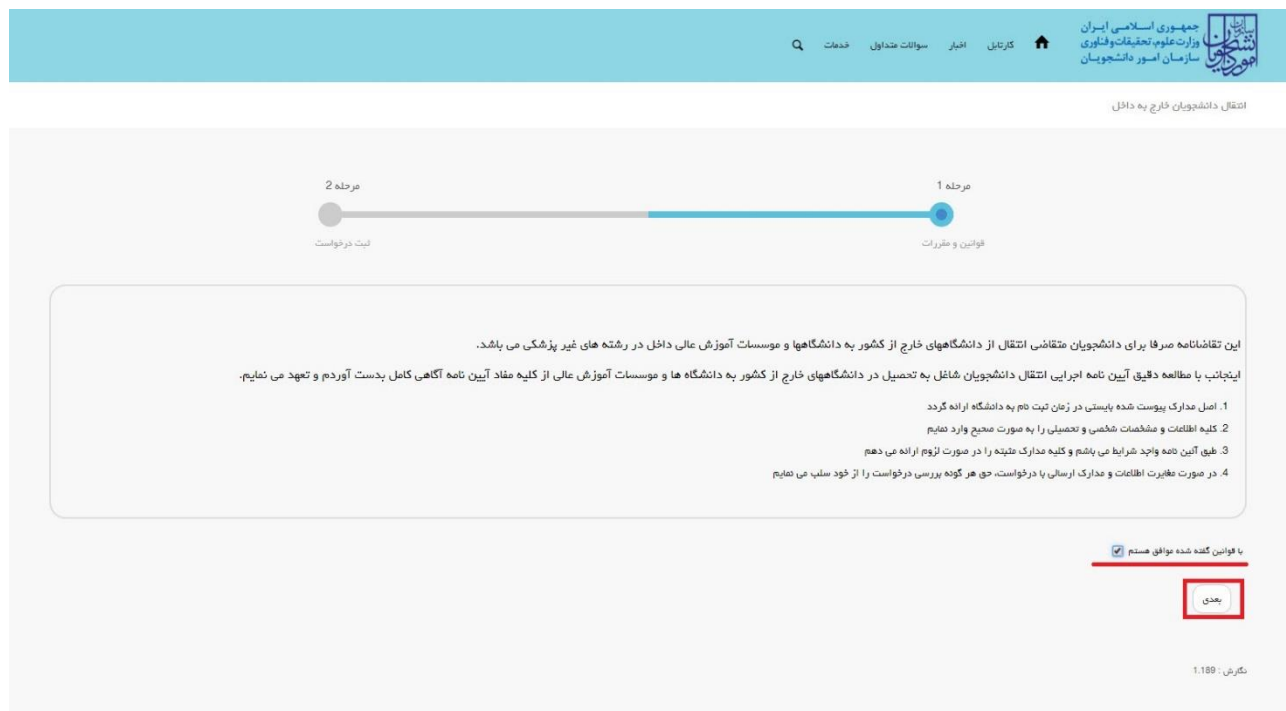 جمهوری اسلامی ایران
وزارت علوم، تحقیقات و فناوری
سازمان امور دانشجویان
کارتابل اخبار سوالات متداول خدمات
انتقال دانشجویان خارج به داخل
مرحله 1
مرحله 2
قوانین و مقررات
ثبت درخواست
این تقاضانامه صرفا برای دانشجویان متقاضی انتقال از دانشگاههای خارج از کشور به دانشگاهها و موسسات آموزش عالی داخل در رشته های غیر پزشکی می باشد.
اینجانب با مطالعه دقیق آیین نامه اجرایی انتقال دانشجویان شاغل به تحصیل در دانشگاههای خارج از کشور به دانشگاه ها و موسسات آموزش عالی از کلیه مفاد آیین نامه آگاهی کامل بدست آوردم و تعهد می نمایم.
1. اصل مدارک پیوست شده بایستی در زمان ثبت نام به دانشگاه ارائه گردد
2. کلیه اطلاعات و مشخصات شخصی و تحصیلی را به صورت صحیح وارد نمایم
3. طبق آئین نامه واجد شرایط می باشم و کلیه مدارک مثبته را در صورت لزوم ارائه می دهم
4. در صورت مغایرت اطلاعات و مدارک ارسالی با درخواست، حق هر گونه بررسی درخواست را از خود سلب می نمایم
با قوانین گفته شده موافق هستم
بعدی
نگارش : 1.189